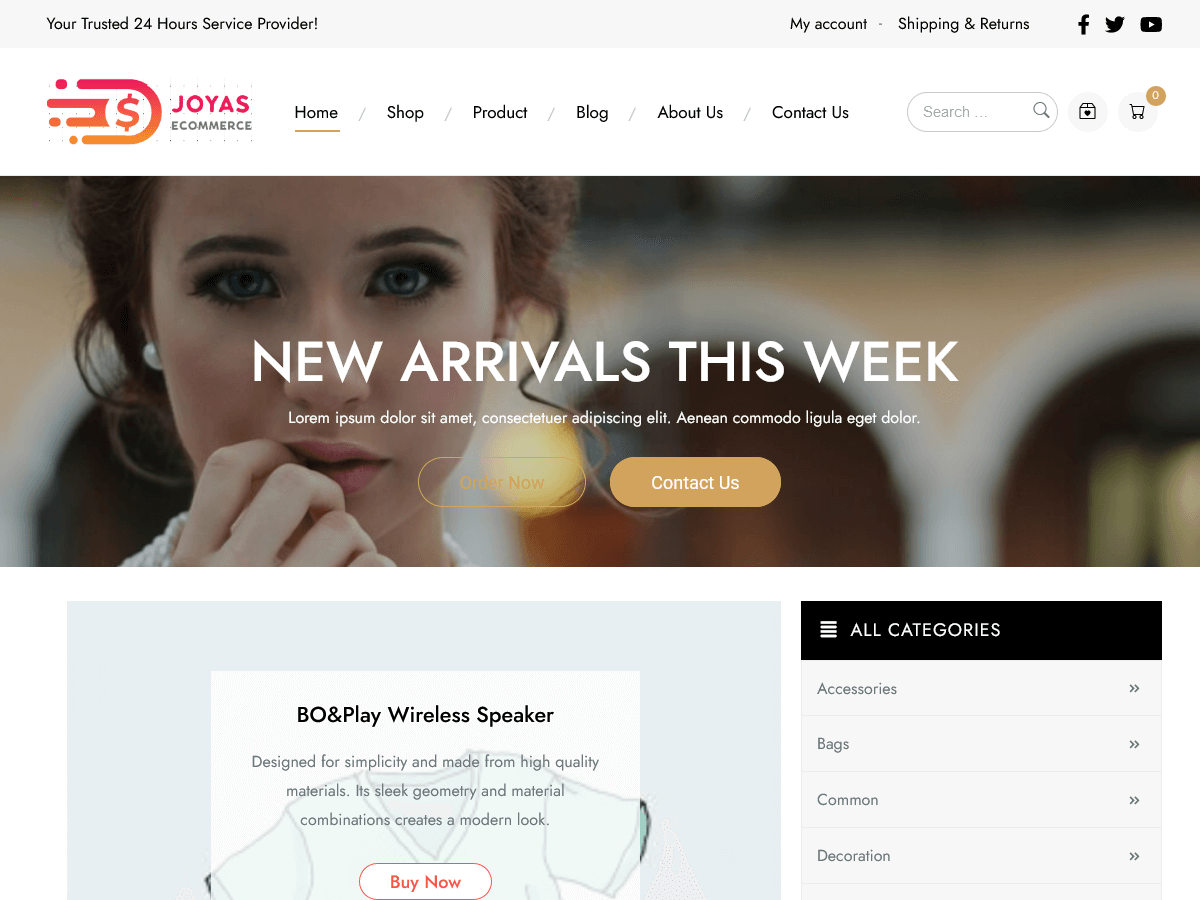 Your Trusted 24 Hours Service Provider!
My account - Shipping & Returns
JOYAS
ECOMMERCE
Home / Shop / Product / Blog / About Us / Contact Us
Search ...
0
NEW ARRIVALS THIS WEEK
Lorem ipsum dolor sit amet, consectetuer adipiscing elit. Aenean commodo ligula eget dolor.
Order Now
Contact Us
BO&Play Wireless Speaker
Designed for simplicity and made from high quality
materials. Its sleek geometry and material
combinations creates a modern look.
Buy Now
ALL CATEGORIES
Accessories
Bags
Common
Decoration